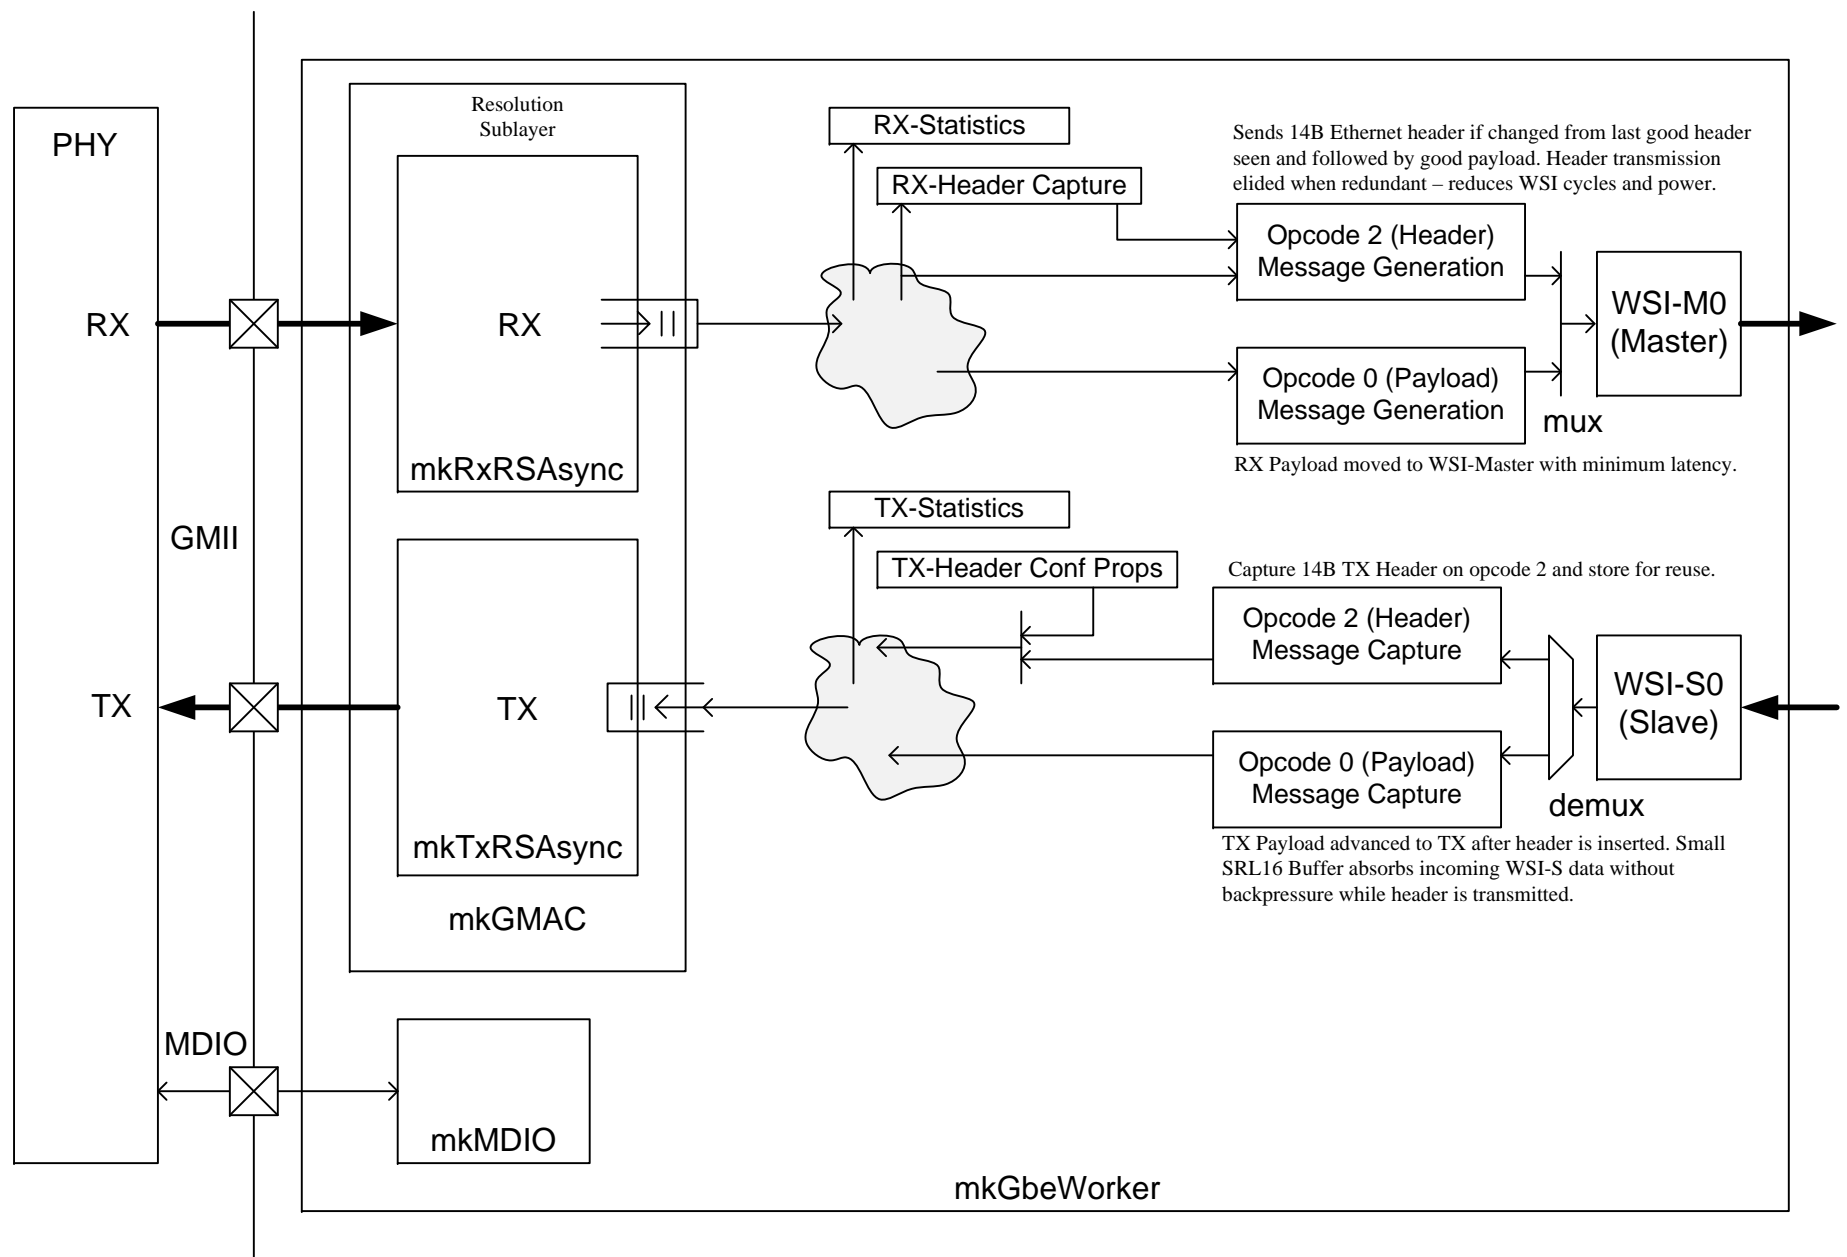 PHY
RX
GMII
TX
MDIO
Resolution
Sublayer
RX
mkRxRSAsync
TX
mkTxRSAsync
mkGMAC
mkMDIO
RX-Statistics
RX-Header Capture
Sends 14B Ethernet header if changed from last good header
seen and followed by good payload. Header transmission
elided when redundant – reduces WSI cycles and power.
Opcode 2 (Header)
Message Generation
Opcode 0 (Payload)
Message Generation
mux
WSI-M0
(Master)
RX Payload moved to WSI-Master with minimum latency.
TX-Statistics
TX-Header Conf Props
Capture 14B TX Header on opcode 2 and store for reuse.
Opcode 2 (Header)
Message Capture
Opcode 0 (Payload)
Message Capture
demux
WSI-S0
(Slave)
TX Payload advanced to TX after header is inserted. Small
SRL16 Buffer absorbs incoming WSI-S data without
backpressure while header is transmitted.
mkGbeWorker